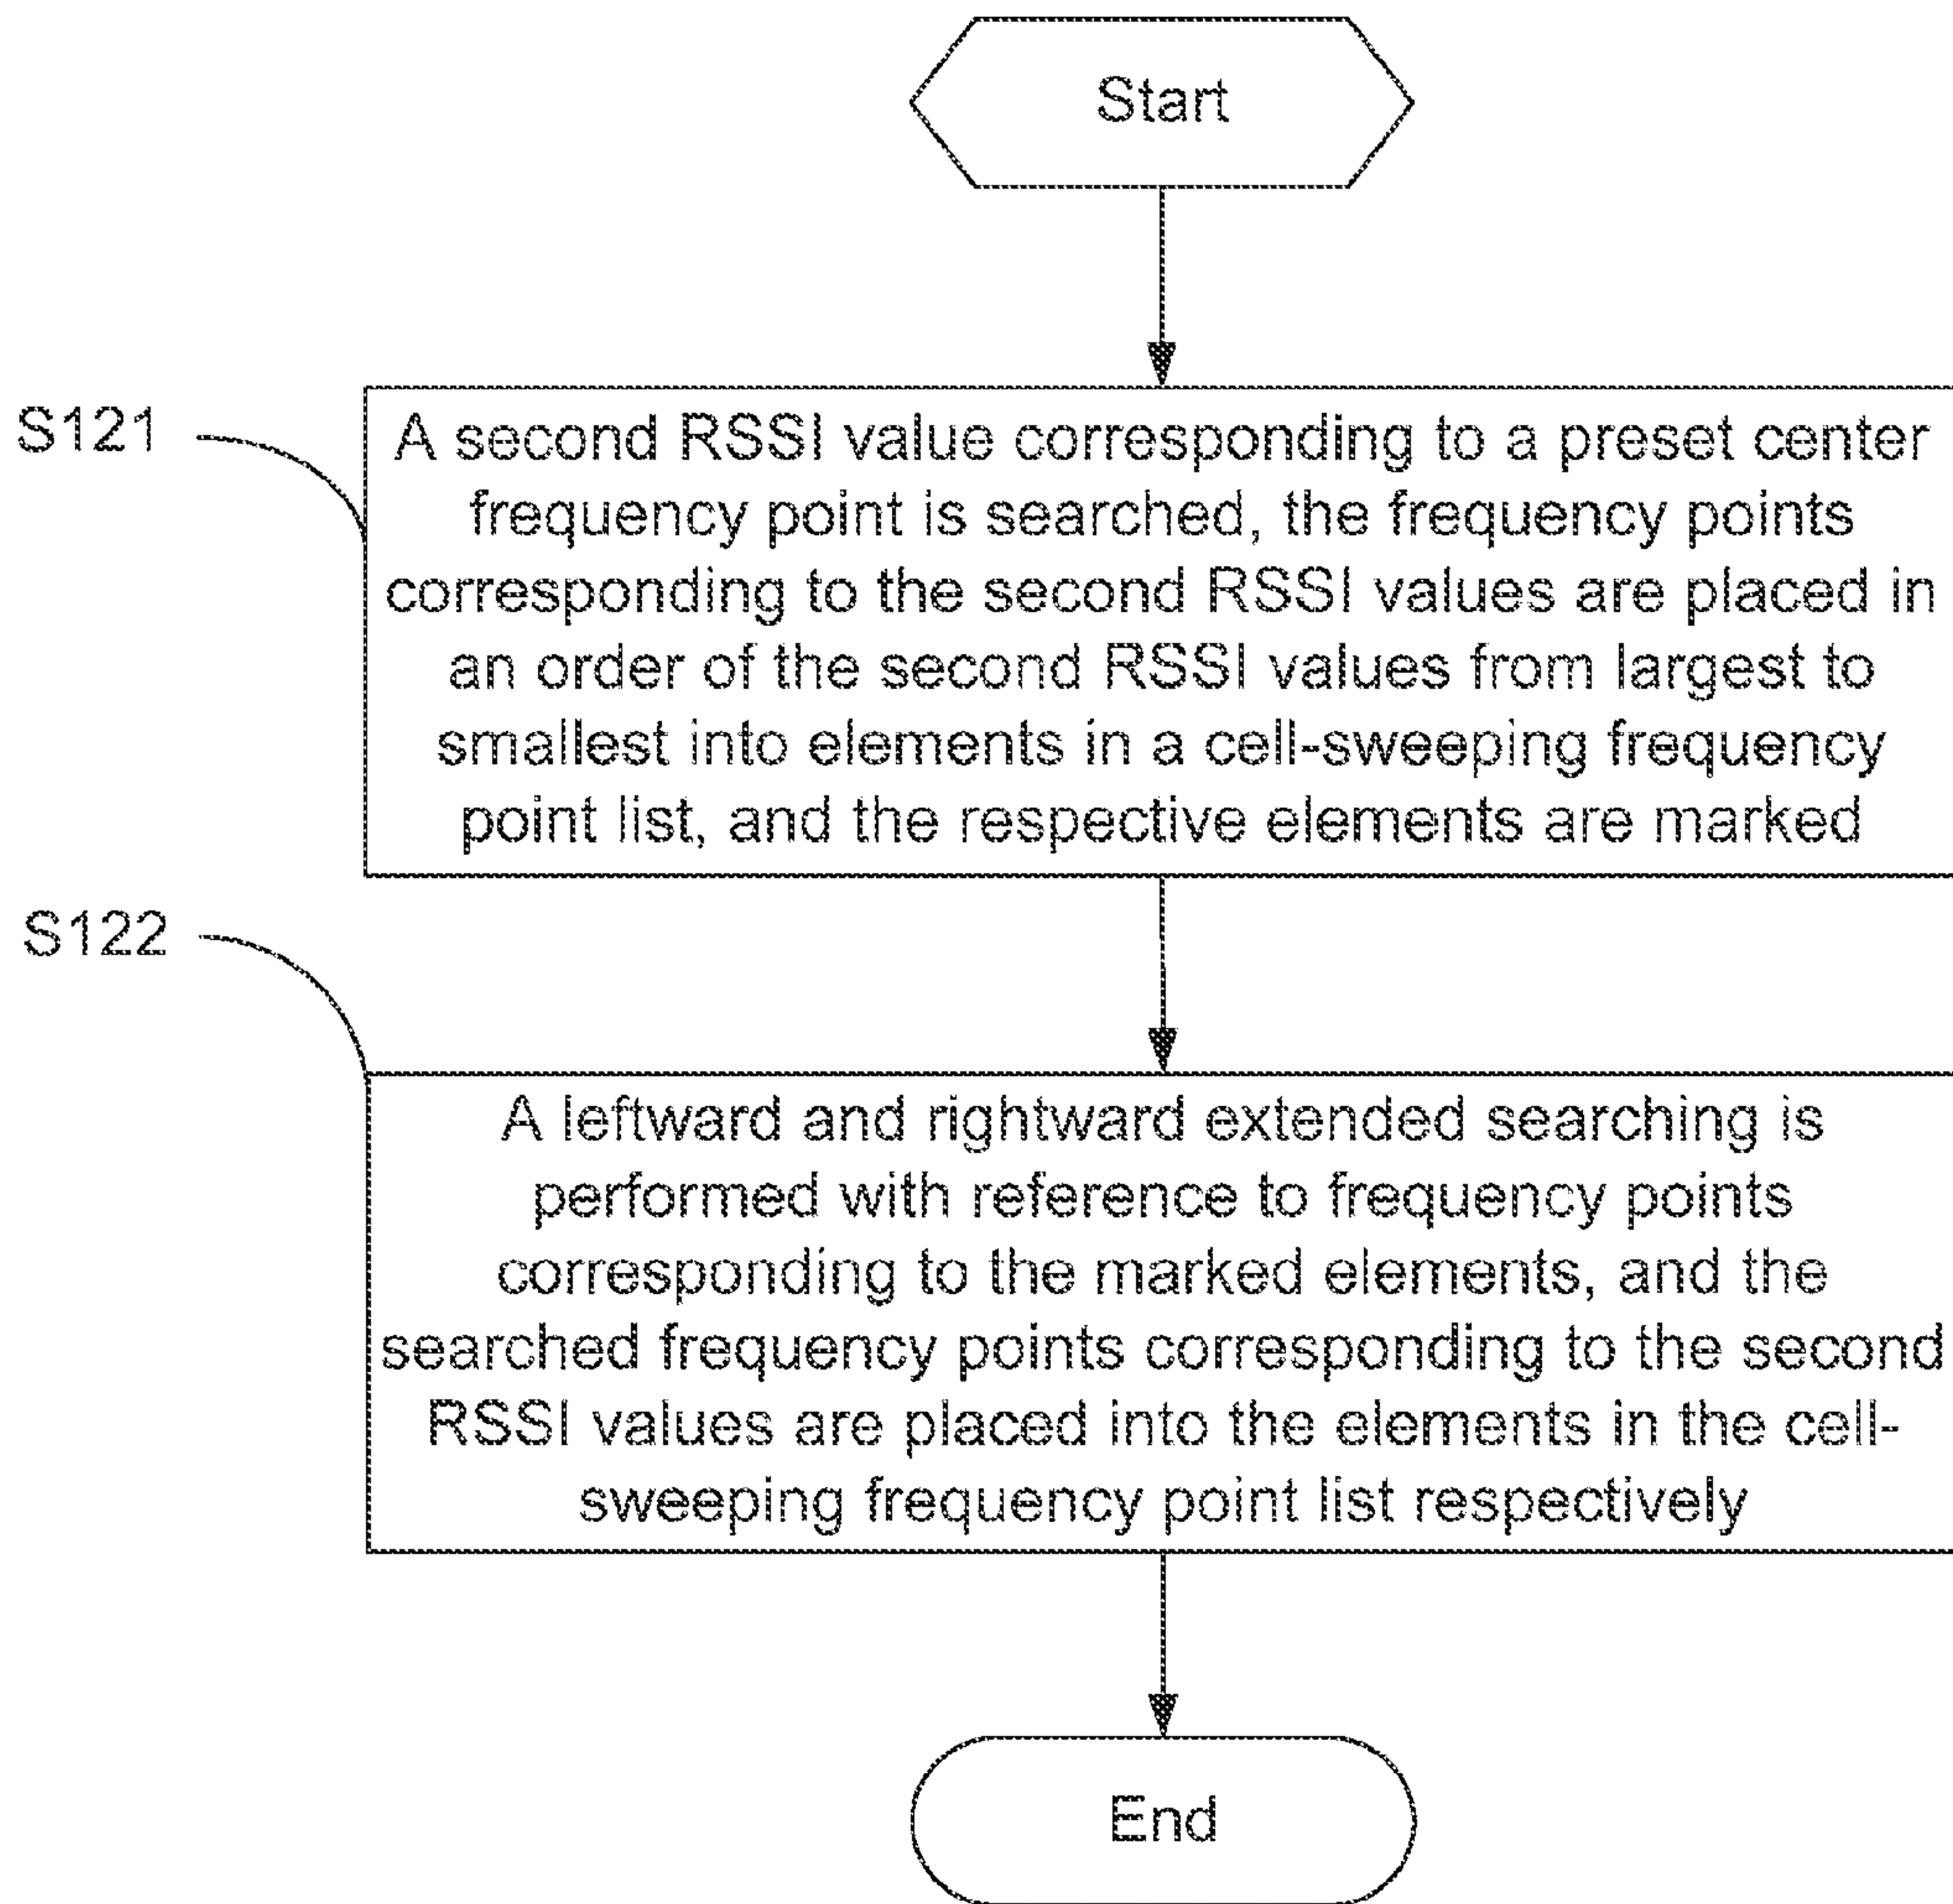 Start
S121
A second RSSI value corresponding to a preset center
frequency point is searched, the frequency points
corresponding to the second RSSI values are placed in
an order of the second RSSI values from largest to
smallest into elements in a cell-sweeping frequency
point list, and the respective elements are marked
S122
A leftward and rightward extended searching is
performed with reference to frequency points
corresponding to the marked elements, and the
searched frequency points corresponding to the second
RSSI values are placed into the elements in the cell-
sweeping frequency point list respectively
End